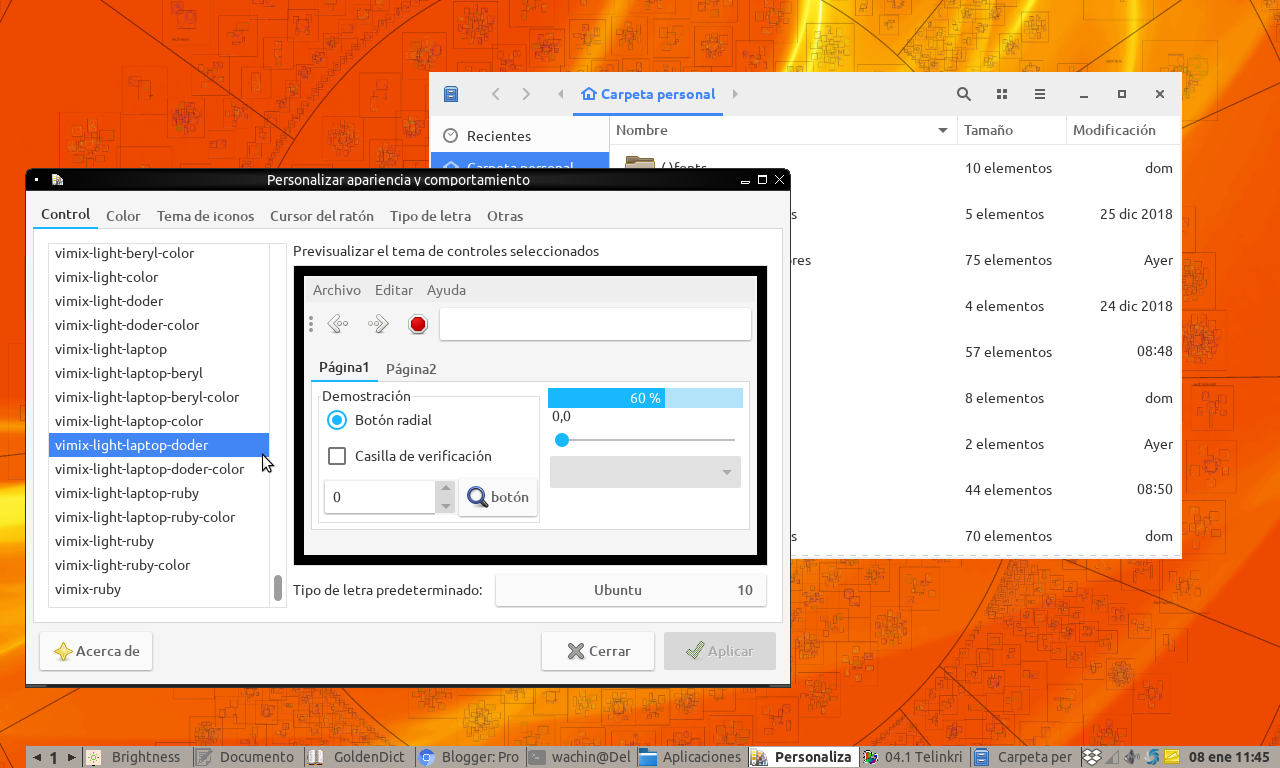 Carpeta personal
Recientes
Carpeta personal
Nombre
Tamaño
Modificación
(.)fonts
10 elementos
dom
s
5 elementos
25 dic 2018
ores
75 elementos
Ayer
4 elementos
24 dic 2018
57 elementos
08:48
8 elementos
dom
2 elementos
Ayer
44 elementos
08:50
s
70 elementos
dom
Personalizar apariencia y comportamiento
Control
Color
Tema de iconos
Cursor del ratón
Tipo de letra
Otras
vimix-light-beryl-color
vimix-light-color
vimix-light-doder
vimix-light-doder-color
vimix-light-laptop
vimix-light-laptop-beryl
vimix-light-laptop-beryl-color
vimix-light-laptop-color
vimix-light-laptop-doder
vimix-light-laptop-doder-color
vimix-light-laptop-ruby
vimix-light-laptop-ruby-color
vimix-light-ruby
vimix-light-ruby-color
vimix-ruby
Previsualizar el tema de controles seleccionados
Archivo
Editar
Ayuda
Página1
Página2
Demostración
Botón radial
Casilla de verificación
0
botón
60 %
0,0
Tipo de letra predeterminado:
Ubuntu
10
Acerca de
Cerrar
Aplicar
1
Brightness
Documento
GoldenDict
Blogger: Pro
wachin@Del
Aplicaciones
Personaliza
04.1 Telinkri
Carpeta per
08 ene 11:45